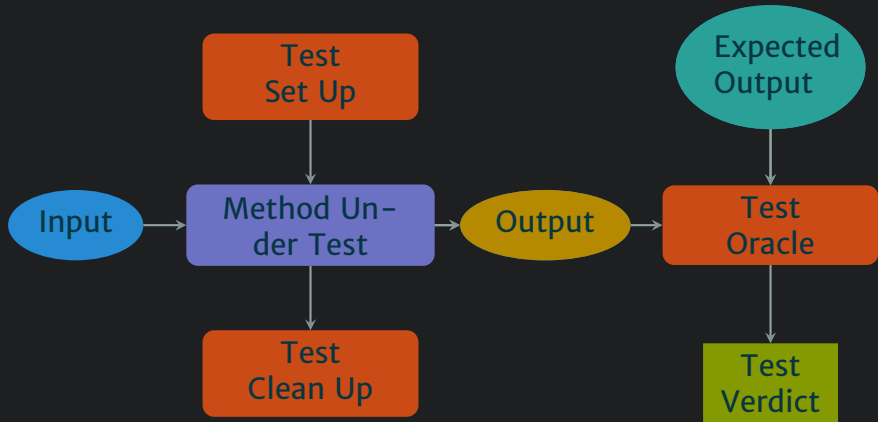 Test
Set Up
Expected
Output
Input
Method Un-
der Test
Output
Test
Oracle
Test
Clean Up
Test
Verdict